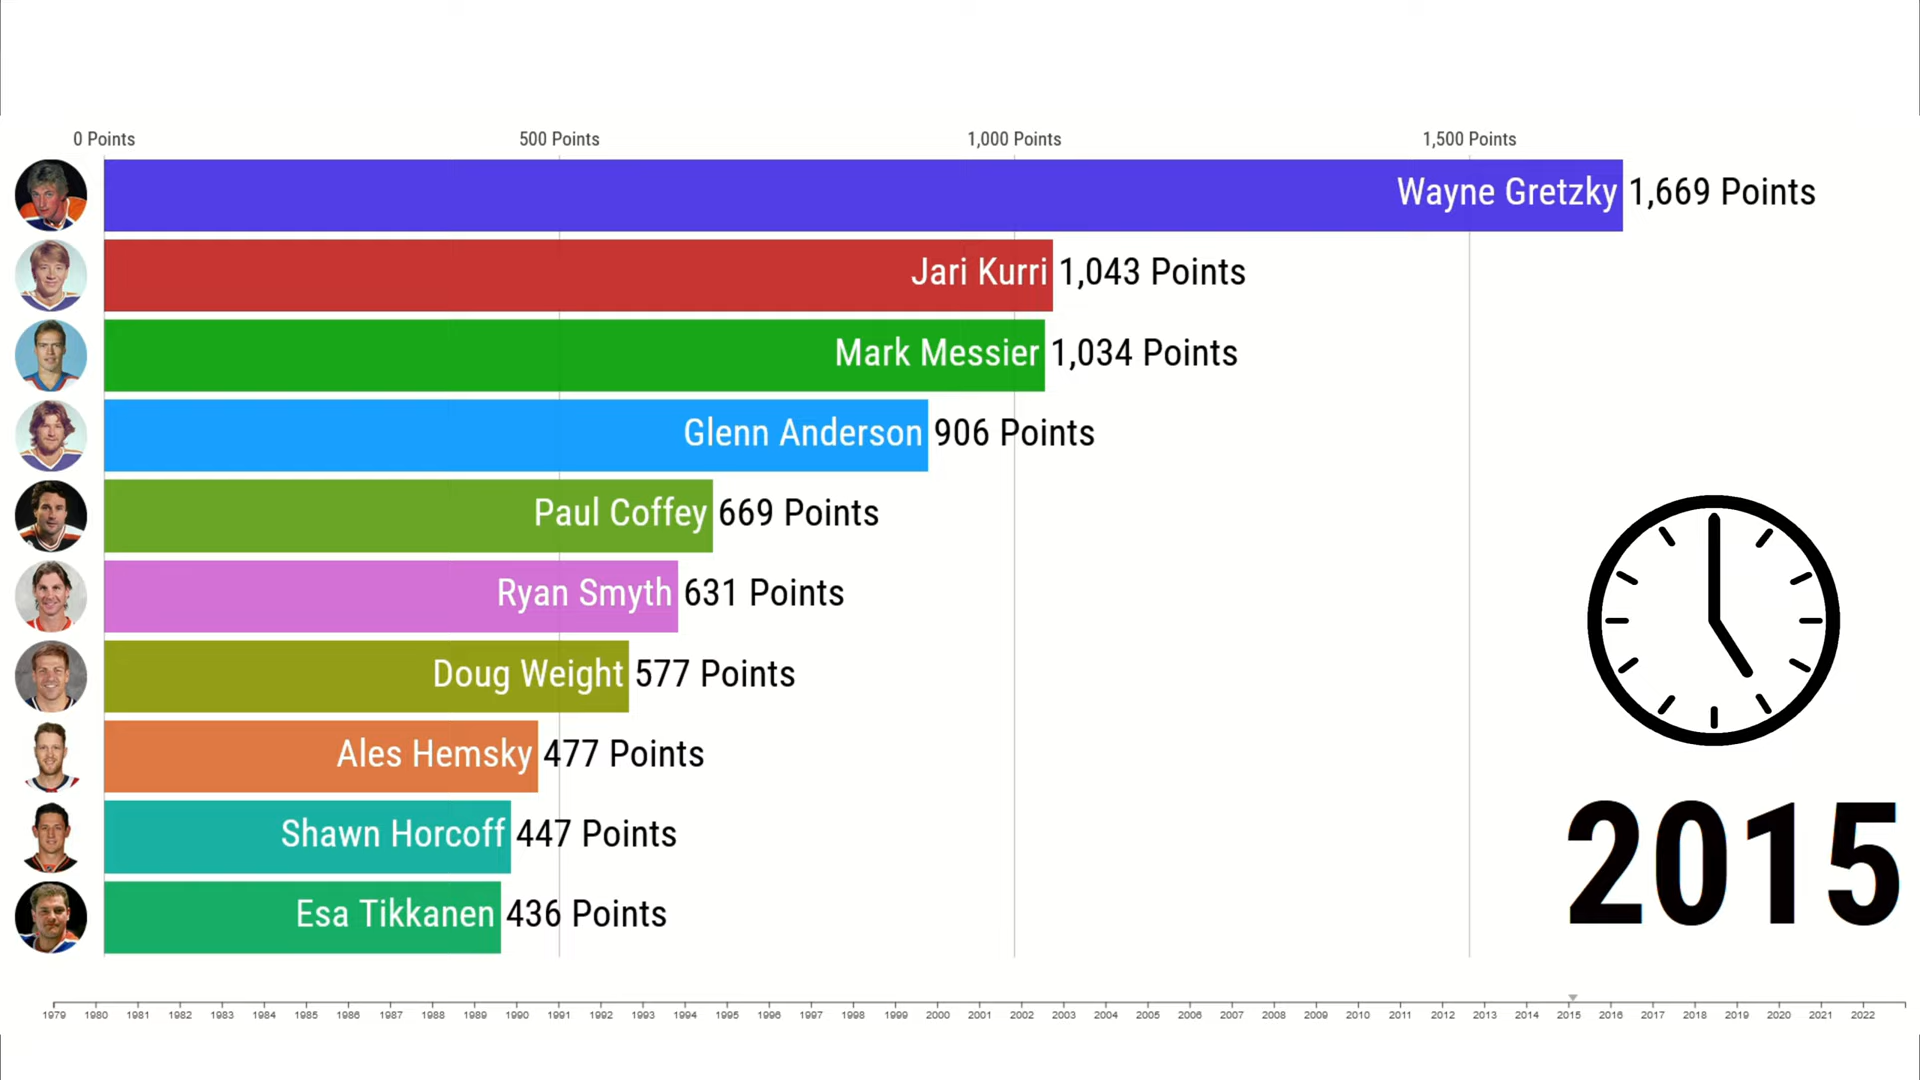 0 Points 500 Points 1,000 Points 1,500 Points
Wayne Gretzky 1,669 Points
Jari Kurri 1,043 Points
Mark Messier 1,034 Points
Glenn Anderson 906 Points
Paul Coffey 669 Points
Ryan Smyth 631 Points
Doug Weight 577 Points
Ales Hemsky 477 Points
Shawn Horcoff 447 Points
Esa Tikkanen 436 Points
2015
1979 1980 1981 1982 1983 1984 1985 1986 1987 1988 1989 1990 1991 1992 1993 1994 1995 1996 1997 1998 1999 2000 2001 2002 2003 2004 2005 2006 2007 2008 2009 2010 2011 2012 2013 2014 2015 2016 2017 2018 2019 2020 2021 2022